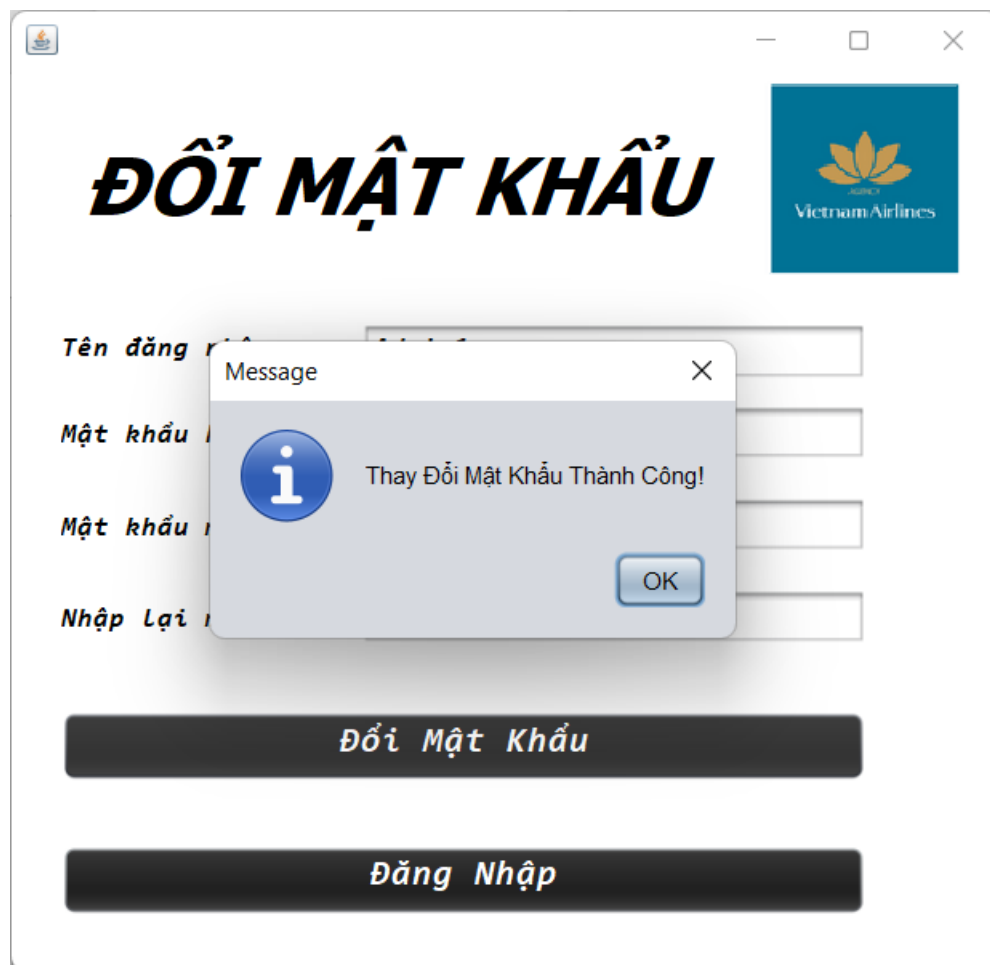 ĐỔI MẬT KHẨU
AGENCY
Vietnam Airlines
Tên đăng
Message
Mật khẩu
Thay Đổi Mật Khẩu Thành Công!
Mật khẩu
OK
Nhập lại
Đổi Mật Khẩu
Đăng Nhập